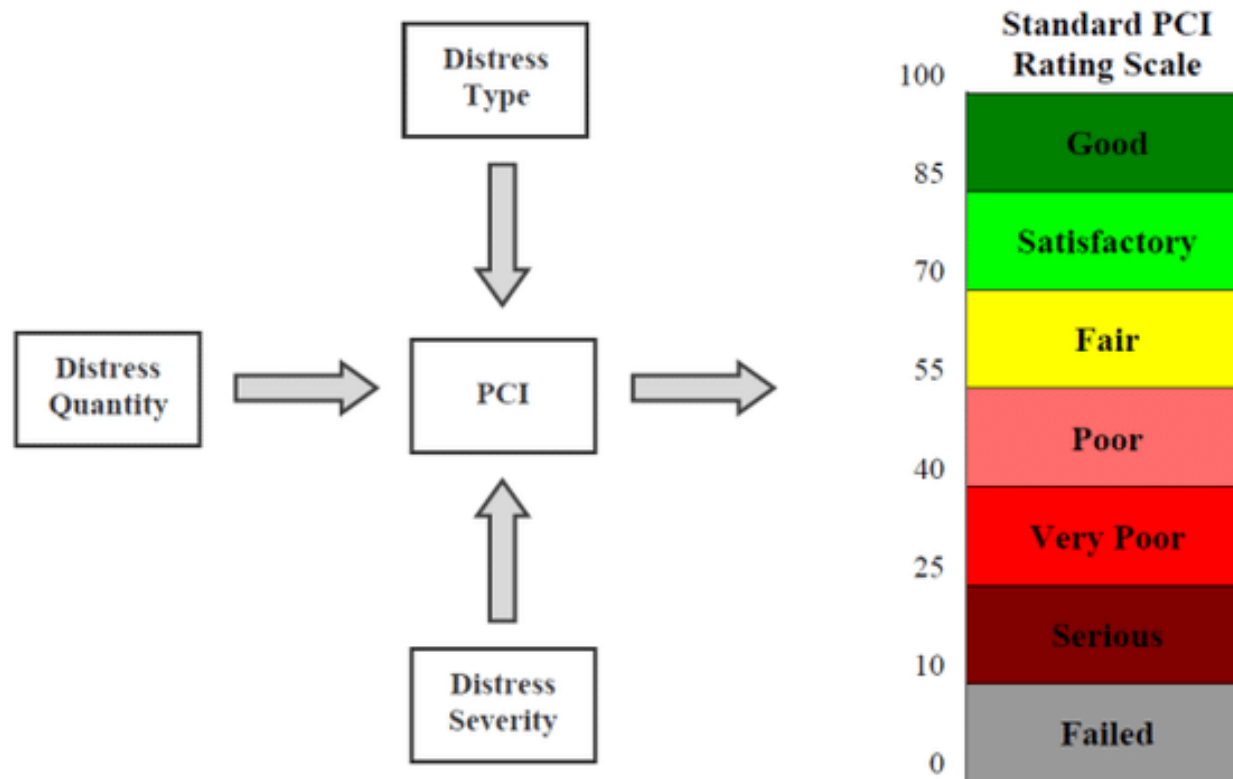 Distress
Type
Distress
Quantity
PCI
Distress
Severity
Standard PCI
Rating Scale
100
Good
85
Satisfactory
70
Fair
55
Poor
40
Very Poor
25
Serious
10
Failed
0